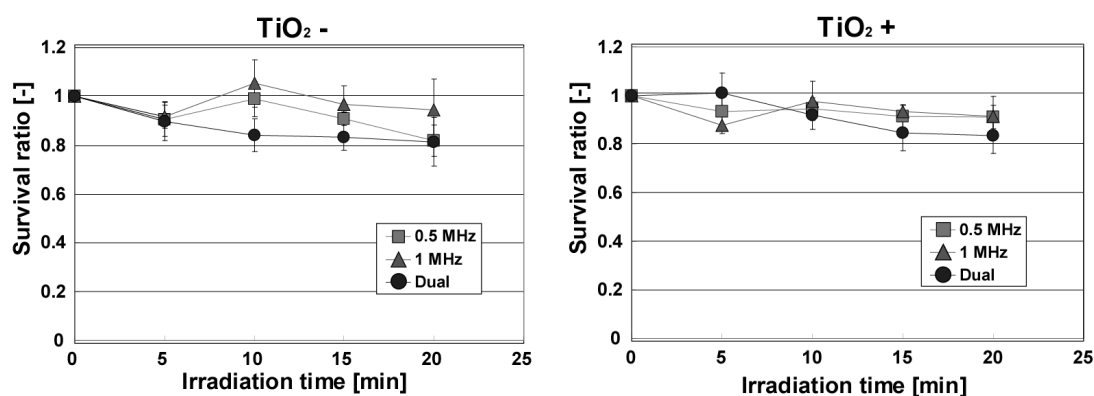 TiO₂ -
Survival ratio [-]
1.2
1
0.8
0.6
0.4
0.2
0
0 5 10 15 20 25
Irradiation time [min]
0.5 MHz
1 MHz
Dual
TiO₂ +
Survival ratio [-]
1.2
1
0.8
0.6
0.4
0.2
0
0 5 10 15 20 25
Irradiation time [min]
0.5 MHz
1 MHz
Dual